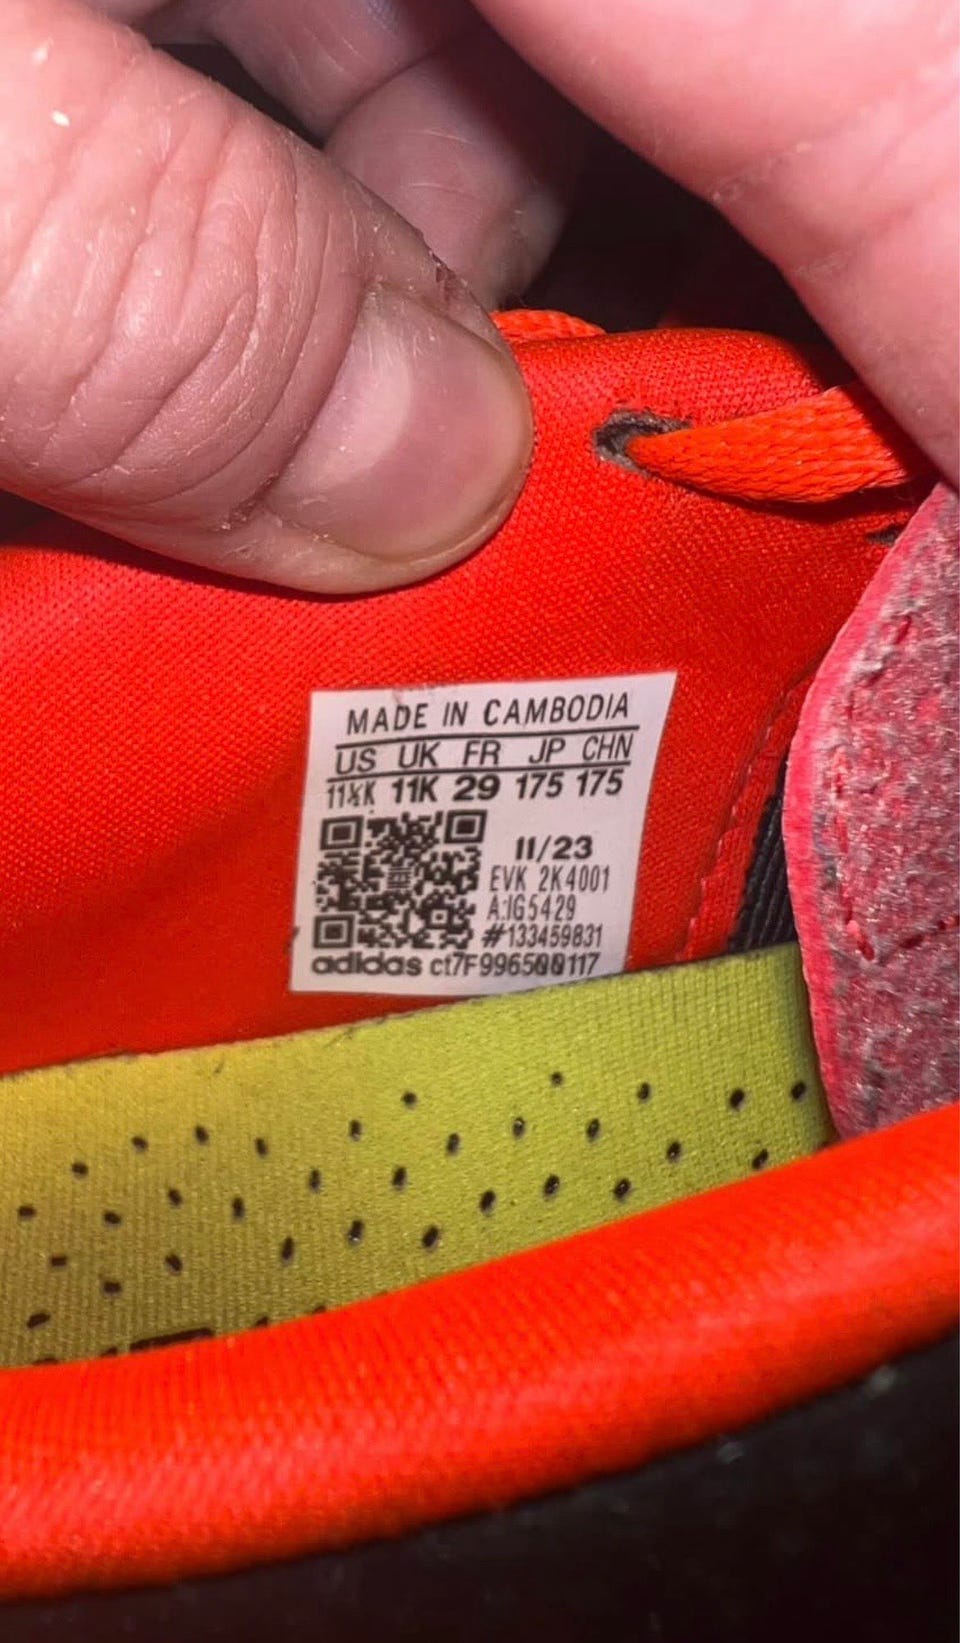 MADE IN CAMBODIA
US UK FR JP CHN
11½K 11K 29 175 175
11/23
EVK 2K4001
A:IG5429
#133459831
adidas ct7F996500117